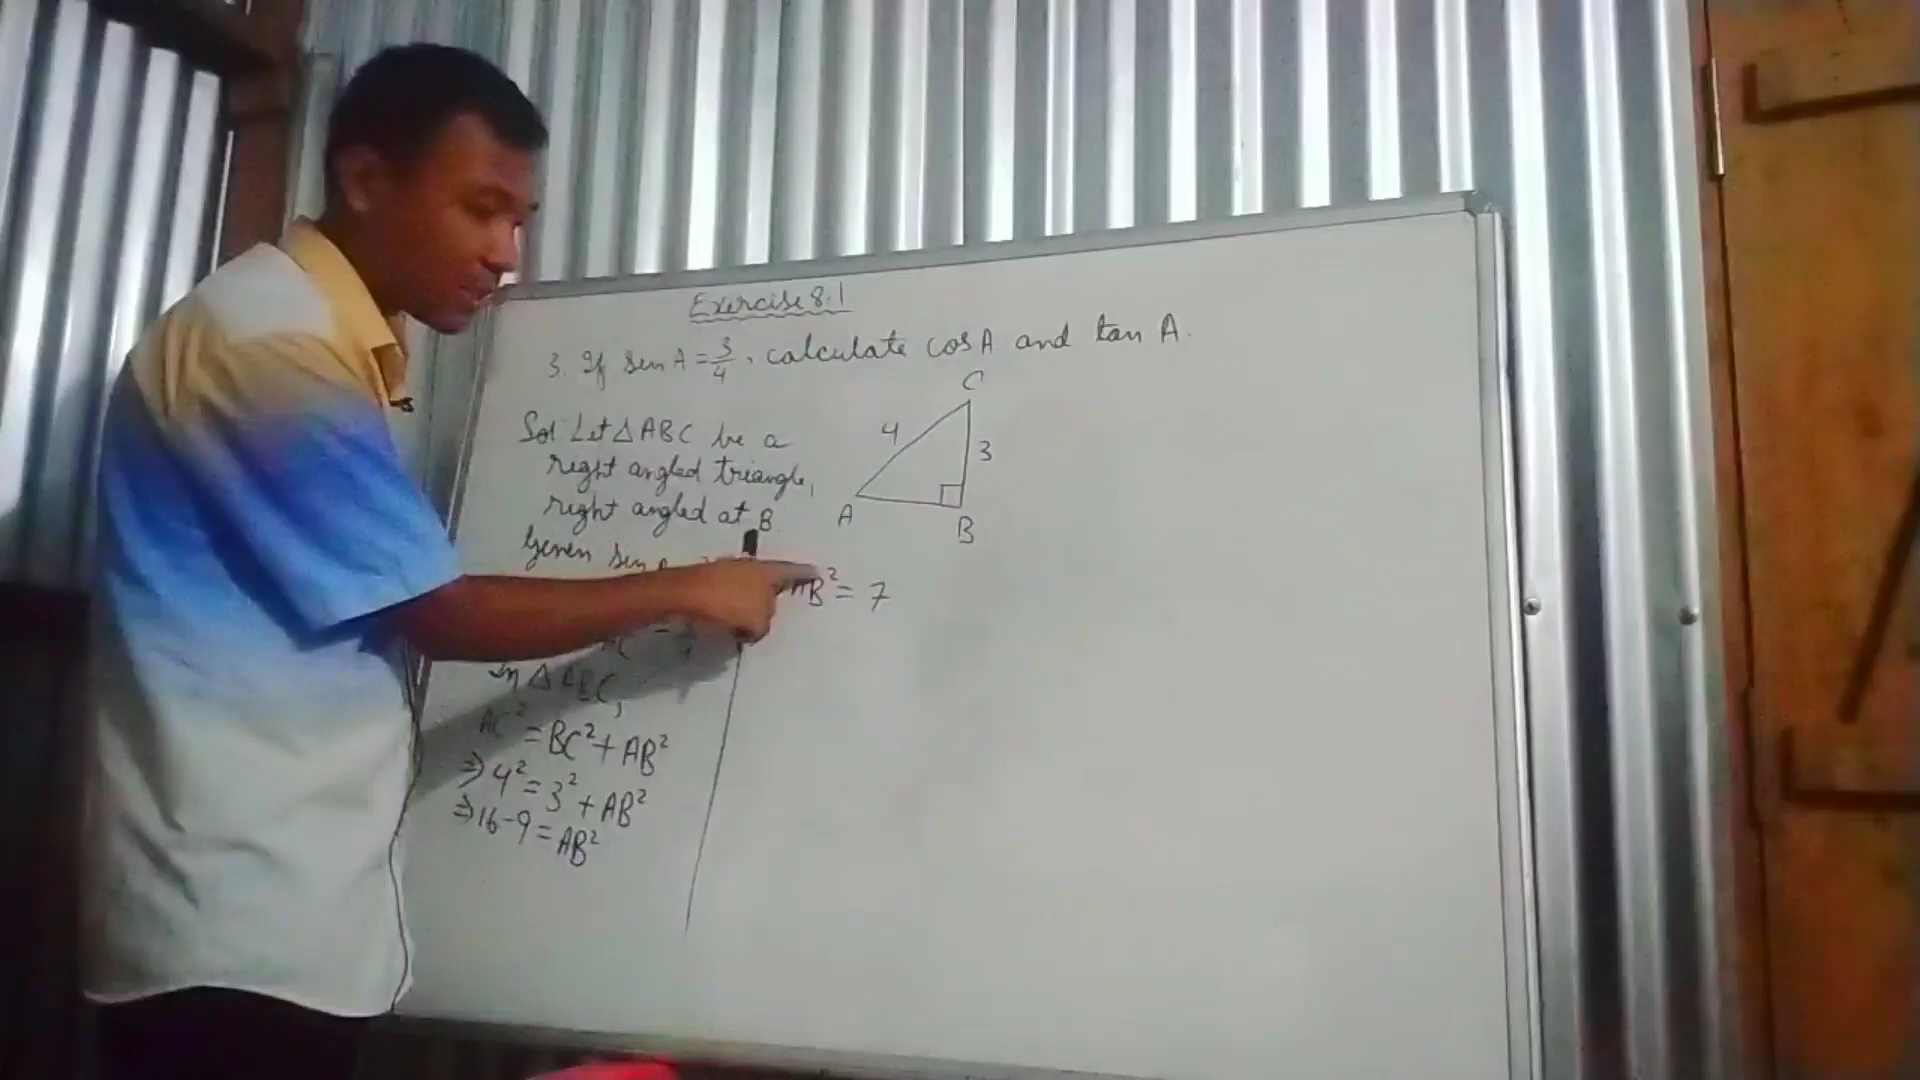 Exercise 8.1
3. If sin A = 3/4, calculate cos A and tan A.
Sol Let △ABC be a
right angled triangle,
right angled at B.
Given sin
In △ABC,
AC² = BC² + AB²
⇒ 4² = 3² + AB²
⇒ 16 - 9 = AB²
C
4
3
A
B
AB² = 7